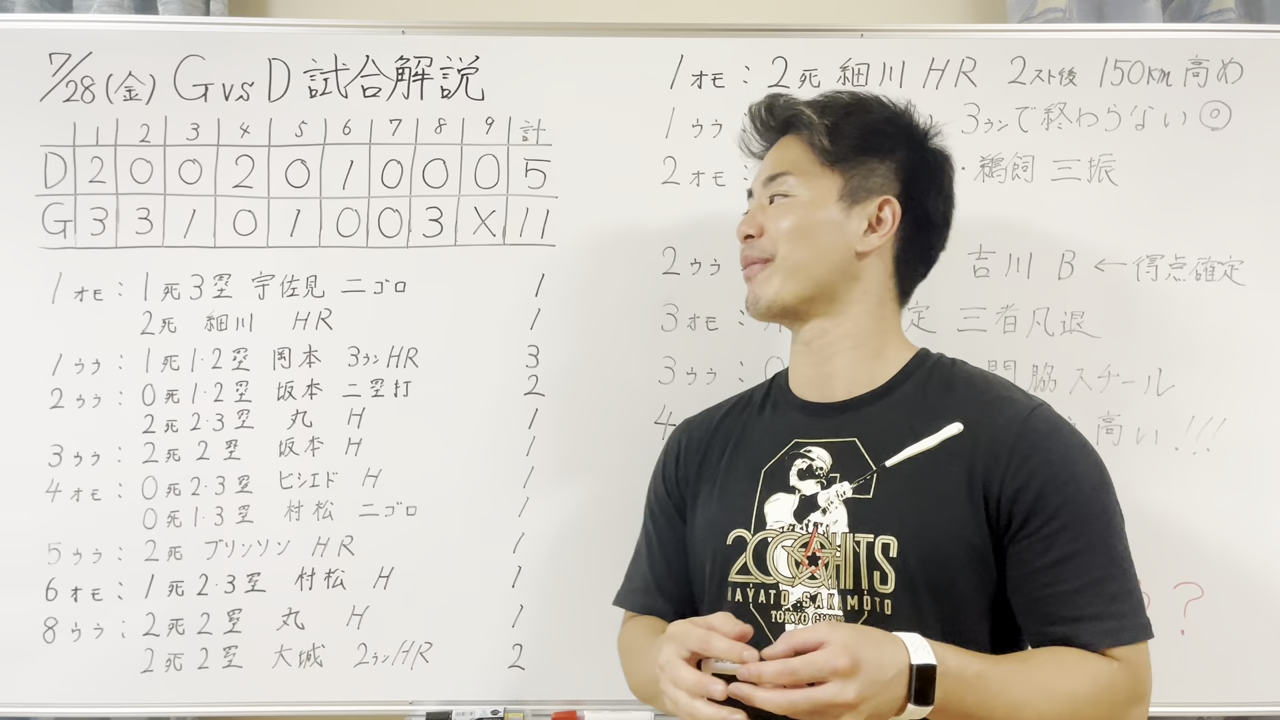 7/28(金) G vs D 試合解説
1 2 3 4 5 6 7 8 9 計
D 2 0 0 2 0 1 0 0 0 5
G 3 3 1 0 1 0 0 3 X 11
1オモ: 1死3塁 宇佐見 二ゴロ 1
2死 細川 HR 1
1ウラ: 1死1・2塁 岡本 3ランHR 3
2ウラ: 0死1・2塁 坂本 二塁打 2
2死2・3塁 丸 H 1
3ウラ: 2死2塁 坂本 H 1
4オモ: 0死2・3塁 ビシエド H 1
0死1・3塁 村松 二ゴロ 1
5ウラ: 2死 ブリンソン HR 1
6オモ: 1死2・3塁 村松 H 1
8ウラ: 2死2塁 丸 H 1
2死2塁 大城 2ランHR 2
1オモ: 2死 細川 HR 2スト後 150km 高め
1ウラ 3ランで終わらない◎
2オモ: ・鵜飼 三振
2ウラ 吉川 B ←得点確定
3オモ: 定 三者凡退
3ウラ: 門脇スチール
4 高い!!!
?
2000HITS
HAYATO SAKAMOTO
TOKYO